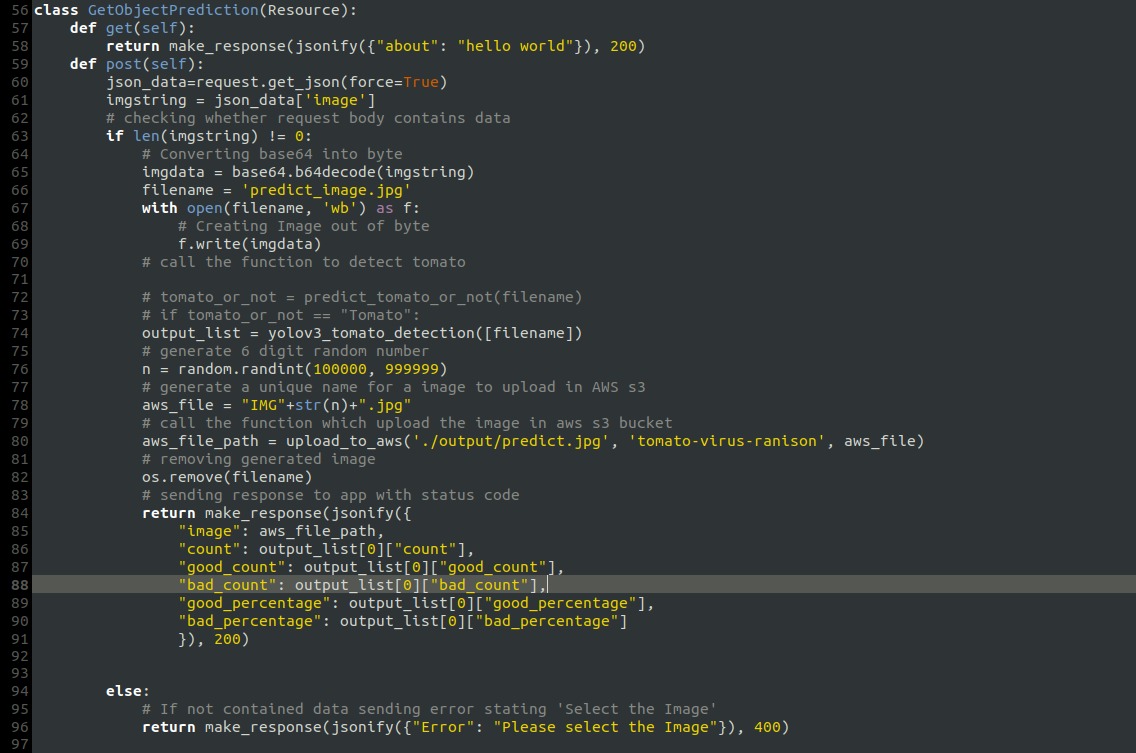 56 class GetObjectPrediction(Resource):
57     def get(self):
58         return make_response(jsonify({"about": "hello world"}), 200)
59     def post(self):
60         json_data=request.get_json(force=True)
61         imgstring = json_data['image']
62         # checking whether request body contains data
63         if len(imgstring) != 0:
64             # Converting base64 into byte
65             imgdata = base64.b64decode(imgstring)
66             filename = 'predict_image.jpg'
67             with open(filename, 'wb') as f:
68                 # Creating Image out of byte
69                 f.write(imgdata)
70             # call the function to detect tomato
71
72             # tomato_or_not = predict_tomato_or_not(filename)
73             # if tomato_or_not == "Tomato":
74             output_list = yolov3_tomato_detection([filename])
75             # generate 6 digit random number
76             n = random.randint(100000, 999999)
77             # generate a unique name for a image to upload in AWS s3
78             aws_file = "IMG"+str(n)+".jpg"
79             # call the function which upload the image in aws s3 bucket
80             aws_file_path = upload_to_aws('./output/predict.jpg', 'tomato-virus-ranison', aws_file)
81             # removing generated image
82             os.remove(filename)
83             # sending response to app with status code
84             return make_response(jsonify({
85                 "image": aws_file_path,
86                 "count": output_list[0]["count"],
87                 "good_count": output_list[0]["good_count"],
88                 "bad_count": output_list[0]["bad_count"],
89                 "good_percentage": output_list[0]["good_percentage"],
90                 "bad_percentage": output_list[0]["bad_percentage"]
91                 }), 200)
92
93
94         else:
95             # If not contained data sending error stating 'Select the Image'
96             return make_response(jsonify({"Error": "Please select the Image"}), 400)
97